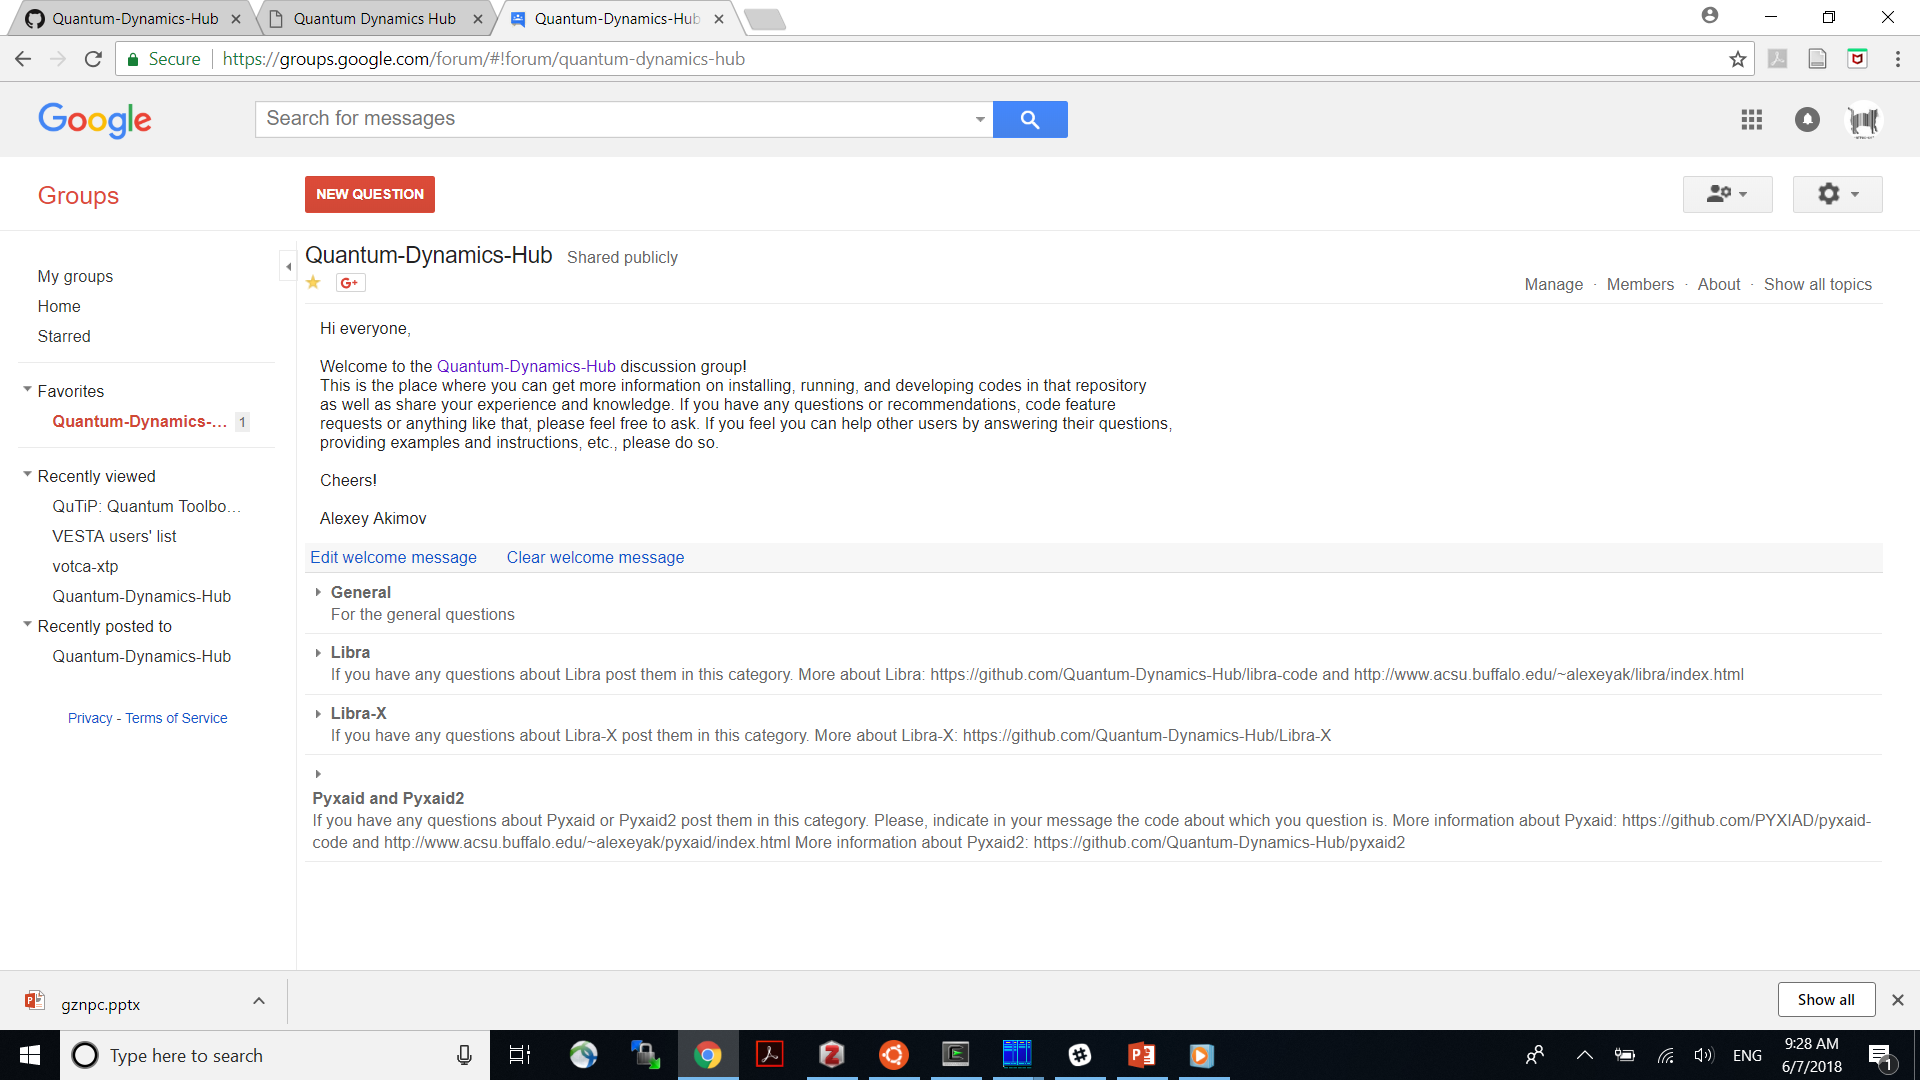 Quantum-Dynamics-Hub
Quantum Dynamics Hub
Quantum-Dynamics-Hub
Secure
https://groups.google.com/forum/#!forum/quantum-dynamics-hub
Google
Search for messages
Groups
NEW QUESTION
My groups
Home
Starred
Favorites
Quantum-Dynamics-... 1
Recently viewed
QuTiP: Quantum Toolbo...
VESTA users' list
votca-xtp
Quantum-Dynamics-Hub
Recently posted to
Quantum-Dynamics-Hub
Privacy - Terms of Service
Quantum-Dynamics-Hub Shared publicly
G+
Manage · Members · About · Show all topics
Hi everyone,
Welcome to the Quantum-Dynamics-Hub discussion group!
This is the place where you can get more information on installing, running, and developing codes in that repository
as well as share your experience and knowledge. If you have any questions or recommendations, code feature
requests or anything like that, please feel free to ask. If you feel you can help other users by answering their questions,
providing examples and instructions, etc., please do so.
Cheers!
Alexey Akimov
Edit welcome message Clear welcome message
General
For the general questions
Libra
If you have any questions about Libra post them in this category. More about Libra: https://github.com/Quantum-Dynamics-Hub/libra-code and http://www.acsu.buffalo.edu/~alexeyak/libra/index.html
Libra-X
If you have any questions about Libra-X post them in this category. More about Libra-X: https://github.com/Quantum-Dynamics-Hub/Libra-X
Pyxaid and Pyxaid2
If you have any questions about Pyxaid or Pyxaid2 post them in this category. Please, indicate in your message the code about which you question is. More information about Pyxaid: https://github.com/PYXIAD/pyxaid-
code and http://www.acsu.buffalo.edu/~alexeyak/pyxaid/index.html More information about Pyxaid2: https://github.com/Quantum-Dynamics-Hub/pyxaid2
gznpc.pptx
Show all
Type here to search
ENG
9:28 AM
6/7/2018
1